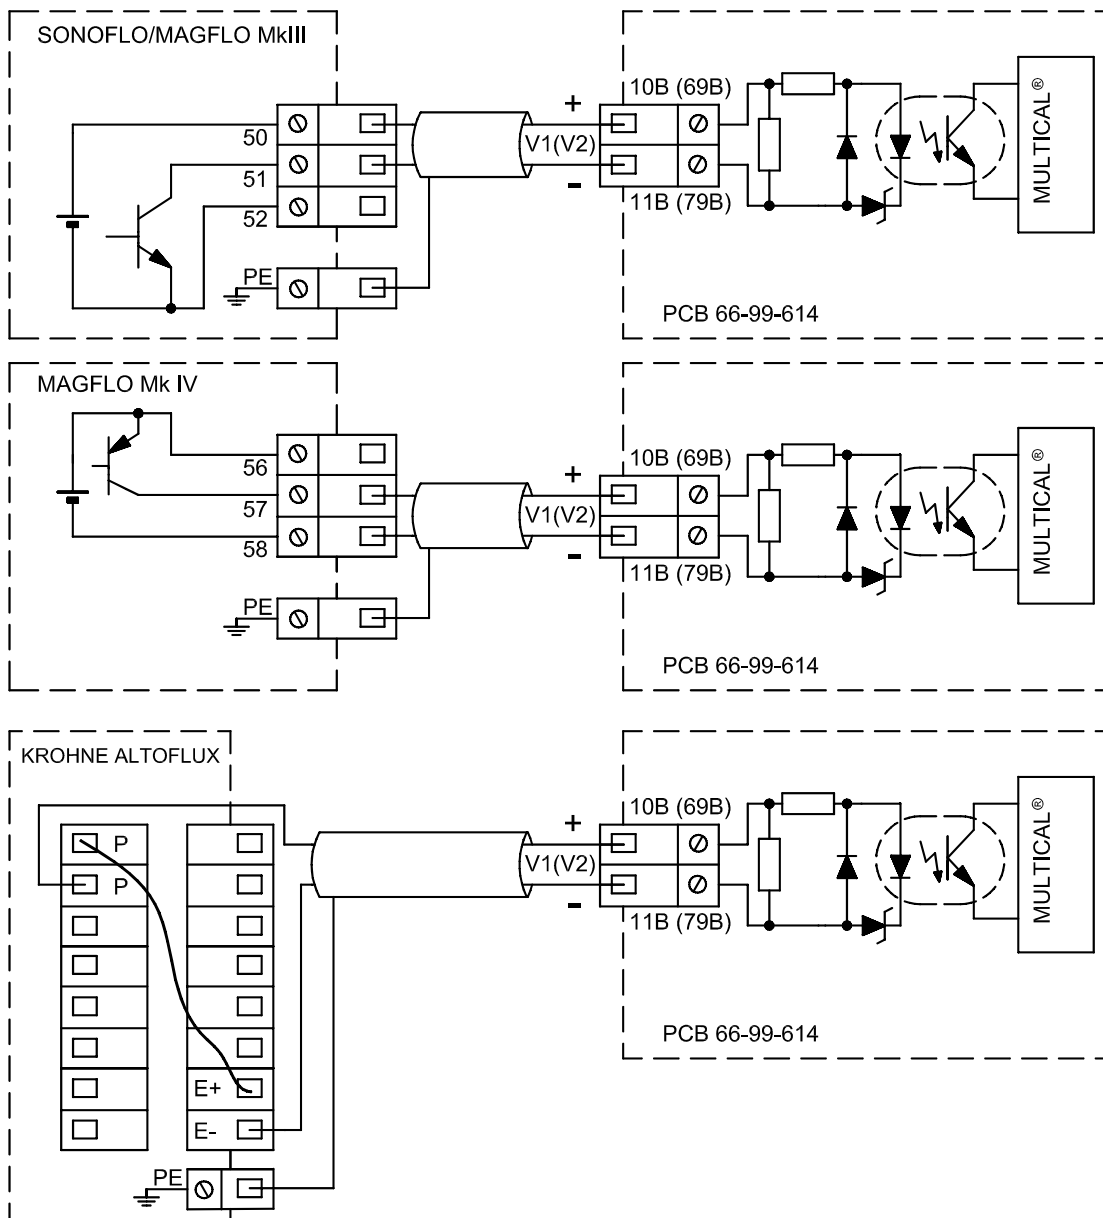 SONOFLO/MAGFLO MkIII
50
51
52
PE
+
V1(V2)
-
10B (69B)
11B (79B)
MULTICAL®
PCB 66-99-614
MAGFLO Mk IV
56
57
58
PE
+
V1(V2)
-
10B (69B)
11B (79B)
MULTICAL®
PCB 66-99-614
KROHNE ALTOFLUX
P
P
E+
E-
PE
+
V1(V2)
-
10B (69B)
11B (79B)
MULTICAL®
PCB 66-99-614